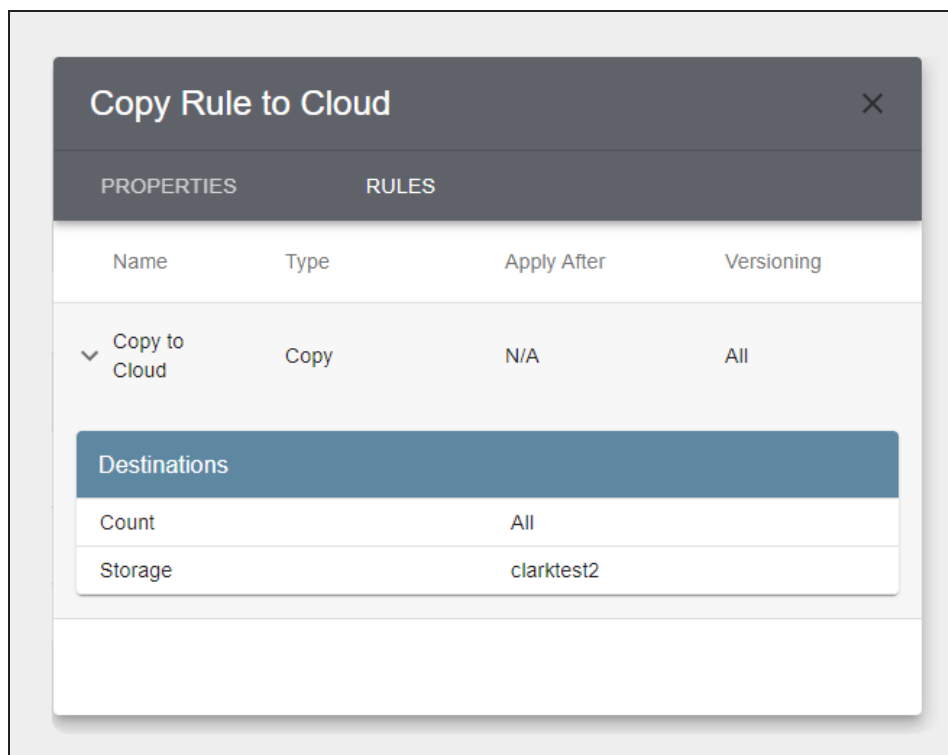 Copy Rule to Cloud
PROPERTIES RULES
Name Type Apply After Versioning
Copy to
Cloud Copy N/A All
Destinations
Count All
Storage clarktest2